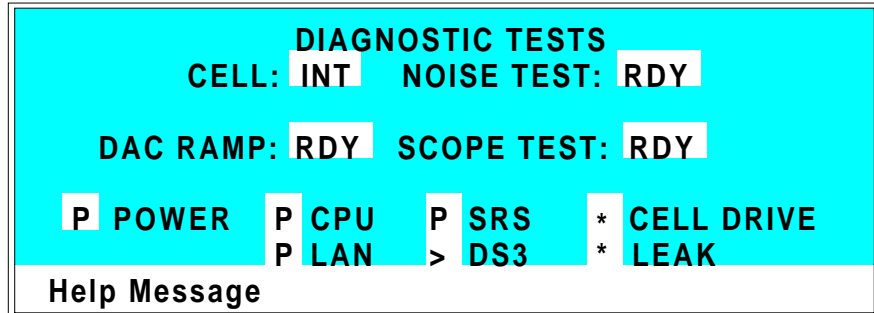 DIAGNOSTIC TESTS
CELL: INT NOISE TEST: RDY
DAC RAMP: RDY SCOPE TEST: RDY
P POWER P CPU P SRS * CELL DRIVE
P LAN > DS3 * LEAK
Help Message